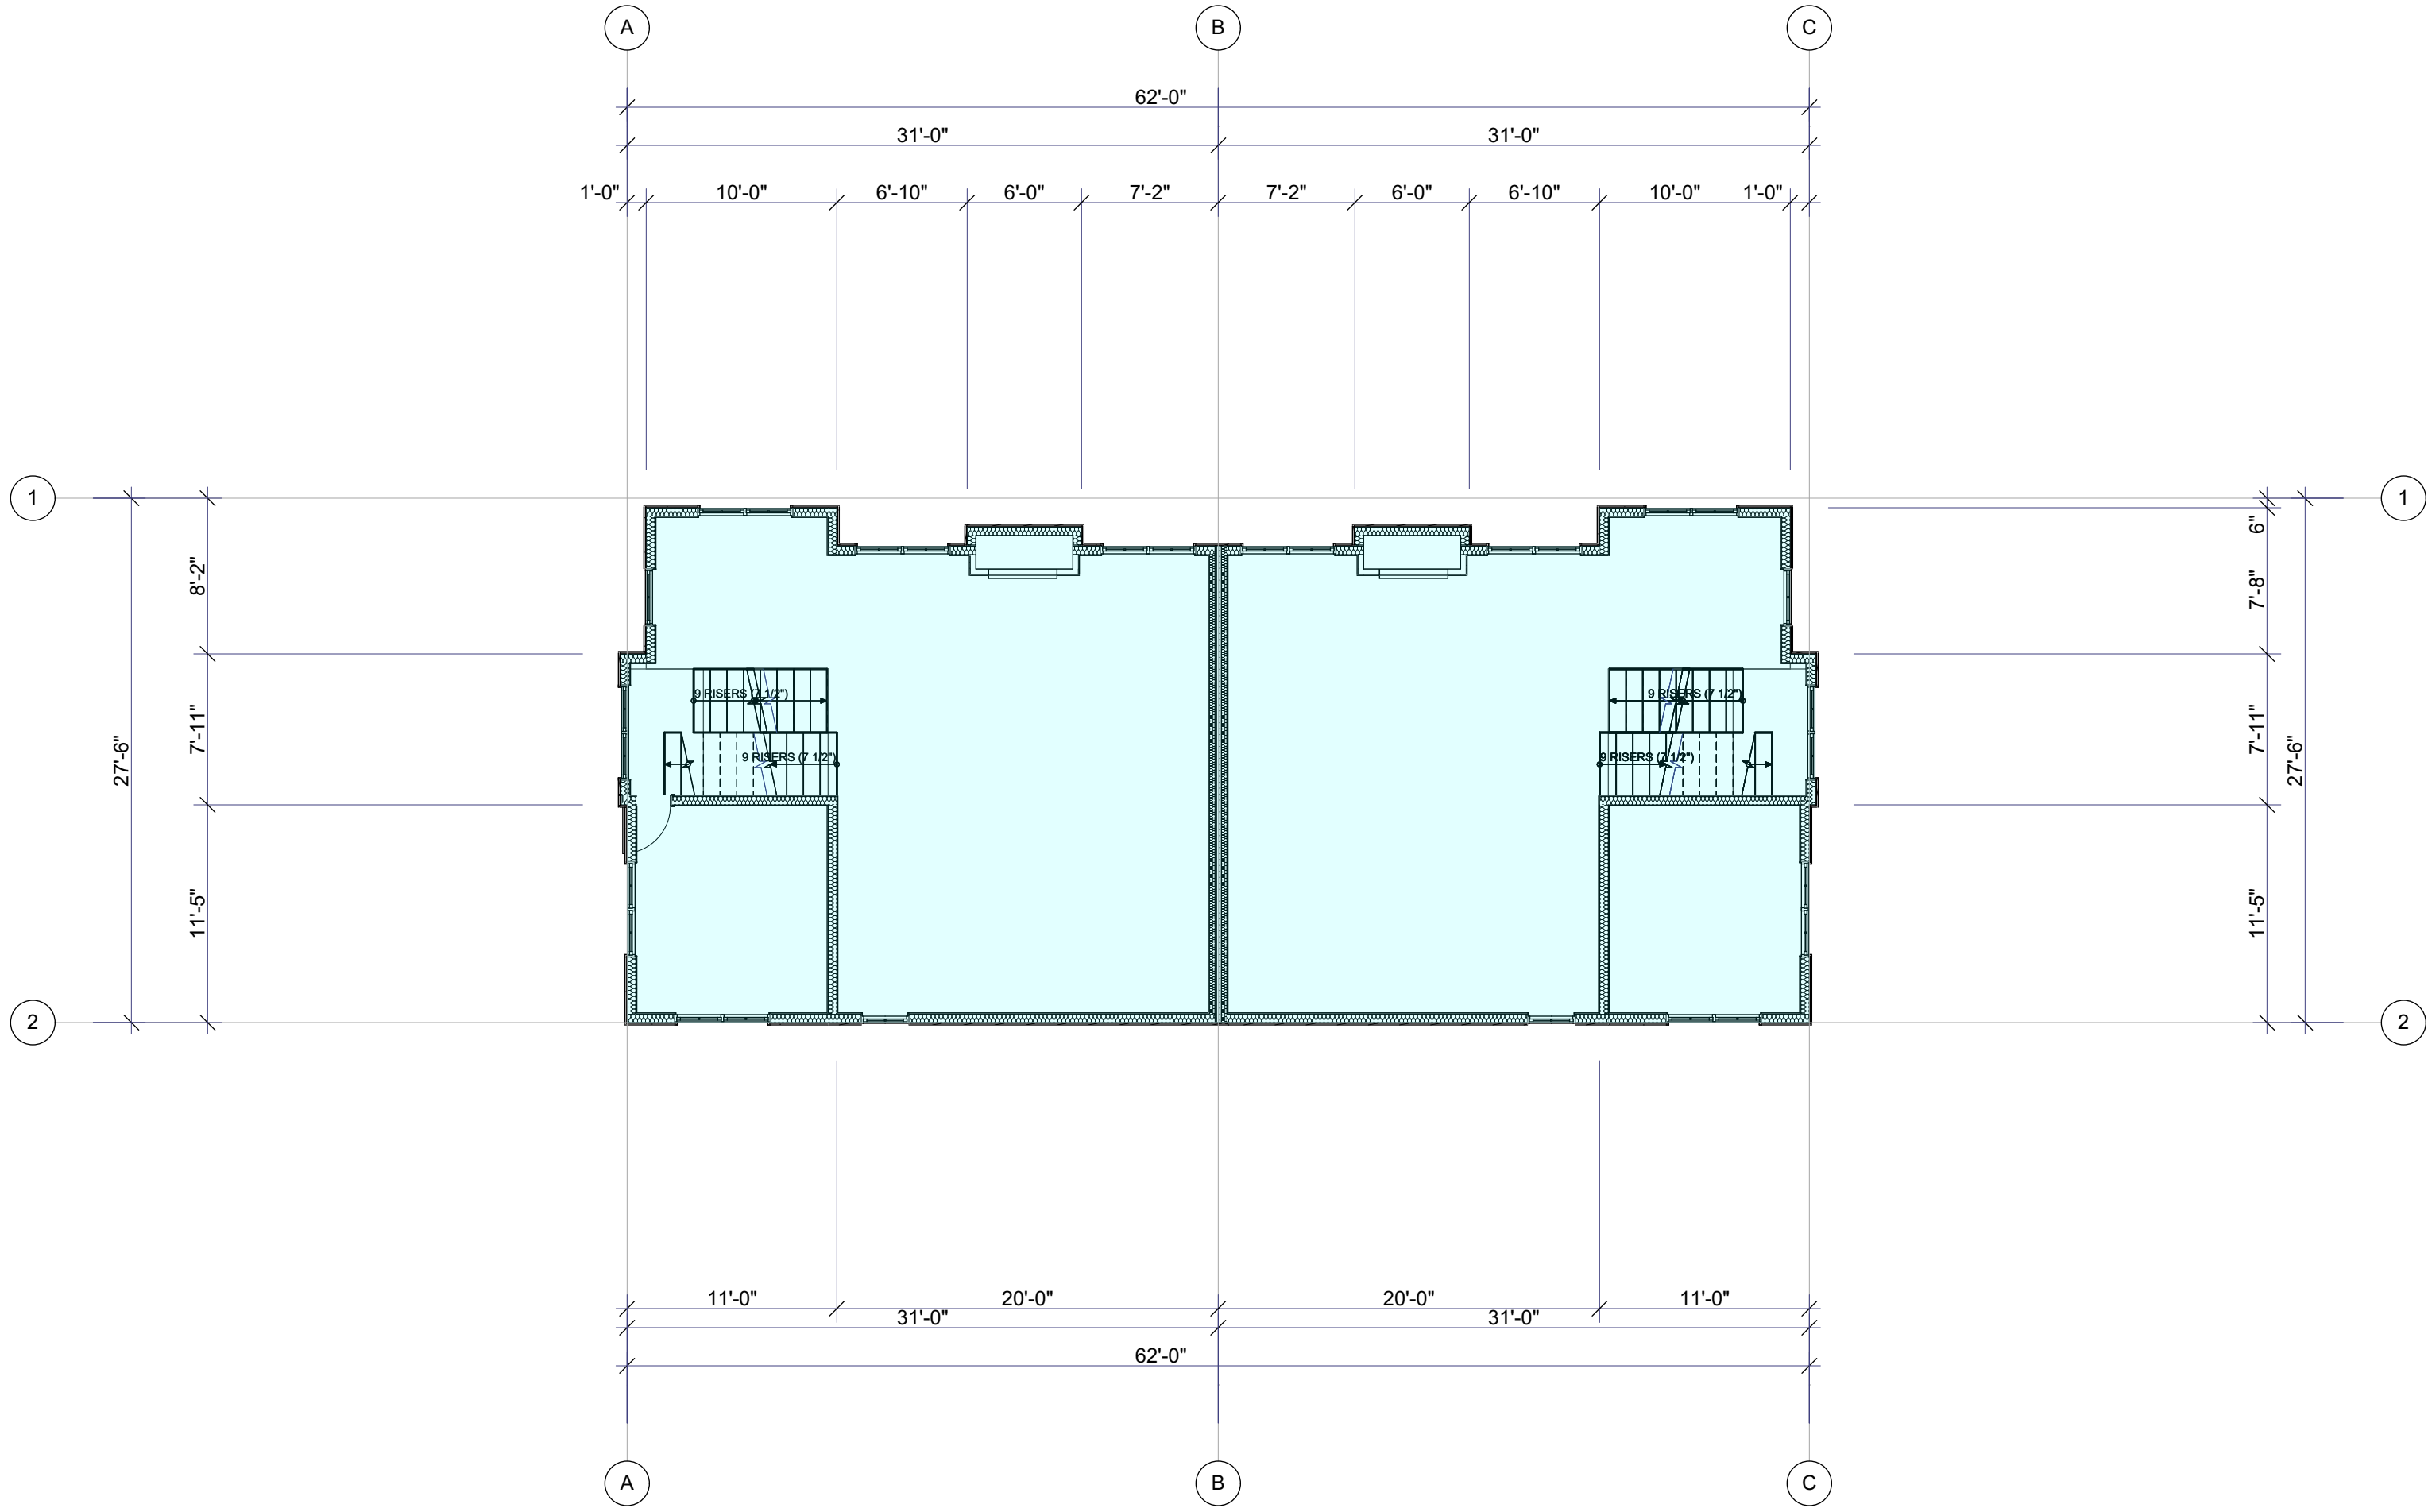 A B C
62'-0"
31'-0" 31'-0"
1'-0" 10'-0" 6'-10" 6'-0" 7'-2" 7'-2" 6'-0" 6'-10" 10'-0" 1'-0"
1 1
6"
8'-2" 7'-8"
9 RISERS (7 1/2") 9 RISERS (7 1/2")
7'-11" 7'-11"
9 RISERS (7 1/2") 9 RISERS (7 1/2")
27'-6" 27'-6"
11'-5" 11'-5"
2 2
11'-0" 20'-0" 20'-0" 11'-0"
31'-0" 31'-0"
62'-0"
A B C